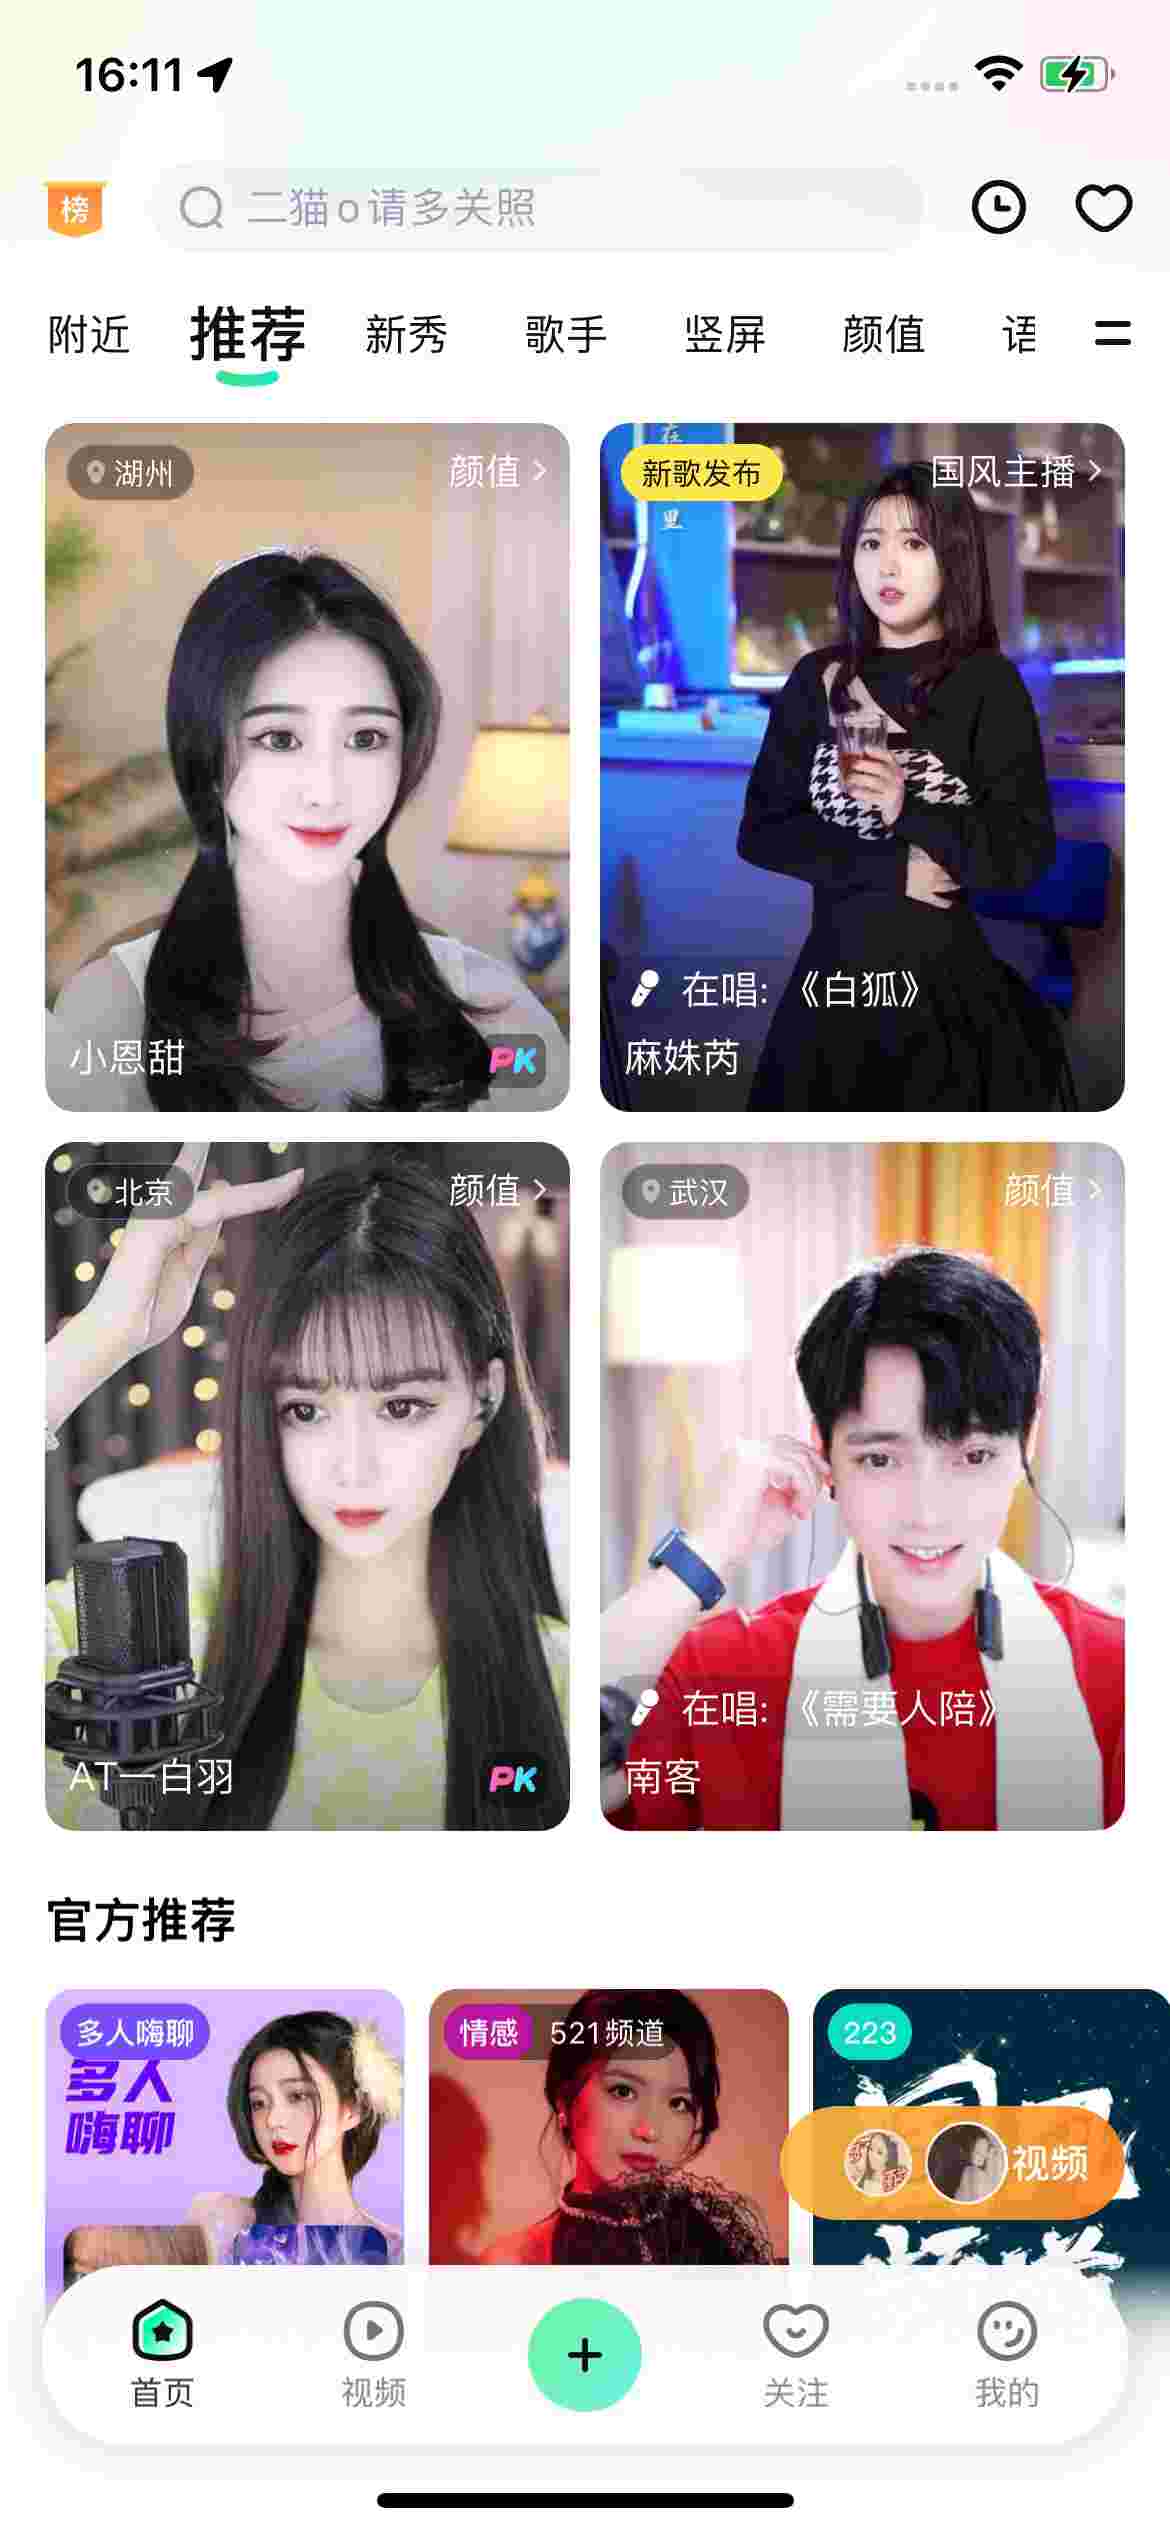 16:11
榜
二猫o请多关照
附近 推荐 新秀 歌手 竖屏 颜值 语
湖州
颜值
小恩甜
PK
在
里
新歌发布
国风主播
在唱: 《白狐》
麻姝芮
北京
颜值
AT一白羽
PK
武汉
颜值
在唱: 《需要人陪》
南客
官方推荐
多人嗨聊
多人
嗨聊
情感 521频道
223
视频
首页 视频 关注 我的